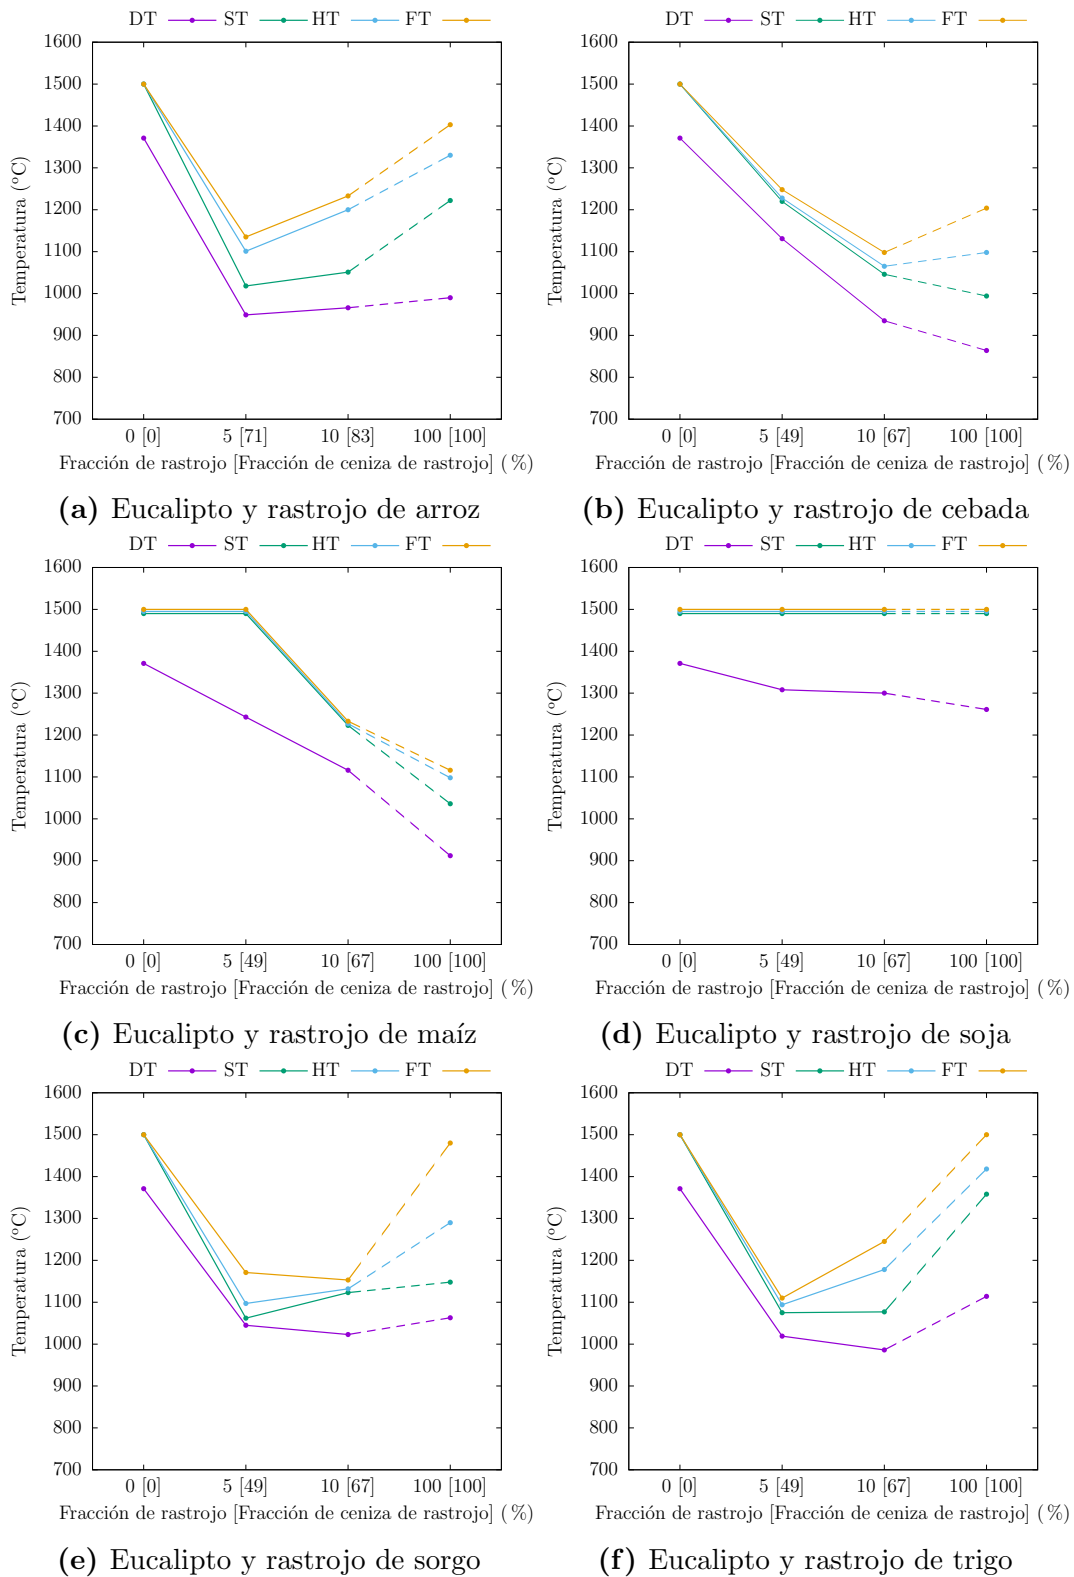 DT ST HT FT
1600
1500
1400
1300
1200
1100
1000
900
800
700
Temperatura (°C)
0 [0] 5 [71] 10 [83] 100 [100]
Fracción de rastrojo [Fracción de ceniza de rastrojo] (%)
(a) Eucalipto y rastrojo de arroz
DT ST HT FT
1600
1500
1400
1300
1200
1100
1000
900
800
700
Temperatura (°C)
0 [0] 5 [49] 10 [67] 100 [100]
Fracción de rastrojo [Fracción de ceniza de rastrojo] (%)
(b) Eucalipto y rastrojo de cebada
DT ST HT FT
1600
1500
1400
1300
1200
1100
1000
900
800
700
Temperatura (°C)
0 [0] 5 [49] 10 [67] 100 [100]
Fracción de rastrojo [Fracción de ceniza de rastrojo] (%)
(c) Eucalipto y rastrojo de maíz
DT ST HT FT
1600
1500
1400
1300
1200
1100
1000
900
800
700
Temperatura (°C)
0 [0] 5 [49] 10 [67] 100 [100]
Fracción de rastrojo [Fracción de ceniza de rastrojo] (%)
(d) Eucalipto y rastrojo de soja
DT ST HT FT
1600
1500
1400
1300
1200
1100
1000
900
800
700
Temperatura (°C)
0 [0] 5 [49] 10 [67] 100 [100]
Fracción de rastrojo [Fracción de ceniza de rastrojo] (%)
(e) Eucalipto y rastrojo de sorgo
DT ST HT FT
1600
1500
1400
1300
1200
1100
1000
900
800
700
Temperatura (°C)
0 [0] 5 [49] 10 [67] 100 [100]
Fracción de rastrojo [Fracción de ceniza de rastrojo] (%)
(f) Eucalipto y rastrojo de trigo